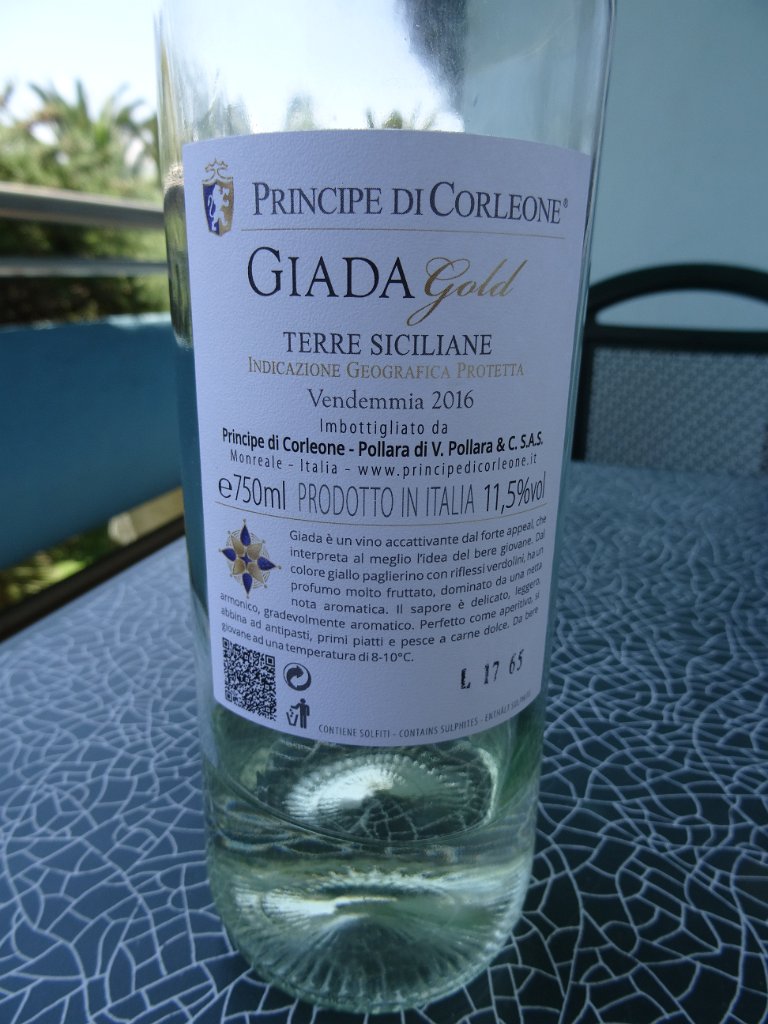 PRINCIPE DI CORLEONE®
GIADA Gold
TERRE SICILIANE
INDICAZIONE GEOGRAFICA PROTETTA
Vendemmia 2016
Imbottigliato da
Principe di Corleone - Pollara di V. Pollara & C. S.A.S.
Monreale - Italia - www.principedicorleone.it
℮750ml PRODOTTO IN ITALIA 11,5%vol
Giada è un vino accattivante dal forte appeal, che
interpreta al meglio l'idea del bere giovane. Dal
colore giallo paglierino con riflessi verdolini, ha un
profumo molto fruttato, dominato da una netta
nota aromatica. Il sapore è delicato, leggero,
armonico, gradevolmente aromatico. Perfetto come aperitivo, si
abbina ad antipasti, primi piatti e pesce a carne dolce. Da bere
giovane ad una temperatura di 8-10°C.
L 17 65
CONTIENE SOLFITI - CONTAINS SULPHITES - ENTHÄLT SULFITE